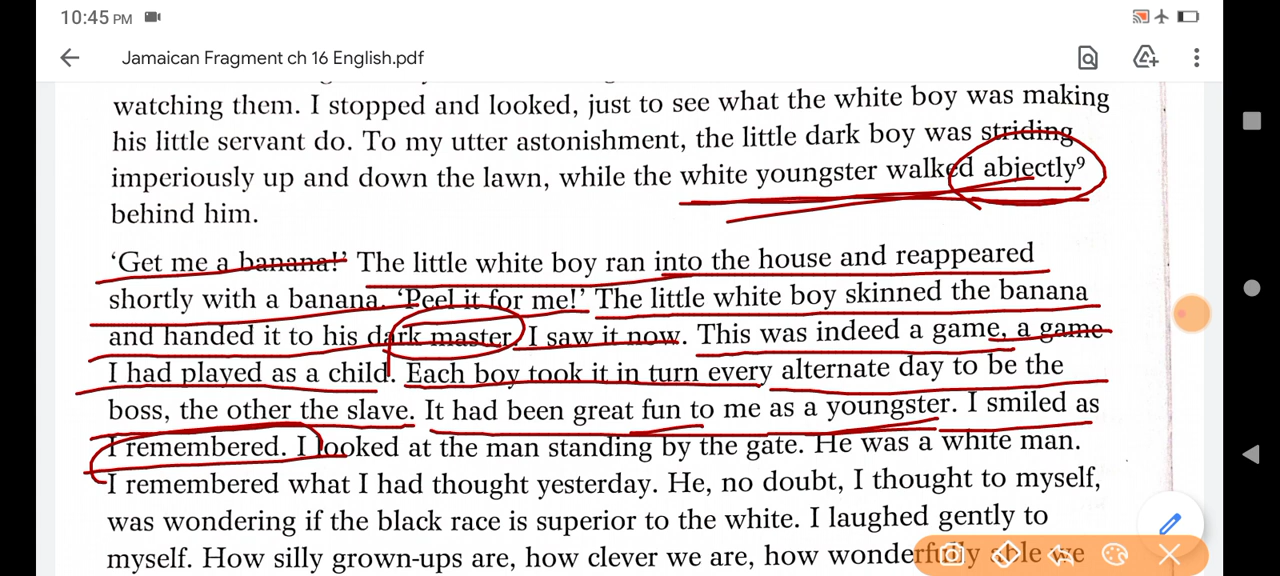 10:45 PM
Jamaican Fragment ch 16 English.pdf
watching them. I stopped and looked, just to see what the white boy was making
his little servant do. To my utter astonishment, the little dark boy was striding
imperiously up and down the lawn, while the white youngster walked abjectly⁹
behind him.
‘Get me a banana!’ The little white boy ran into the house and reappeared
shortly with a banana. ‘Peel it for me!’ The little white boy skinned the banana
and handed it to his dark master. I saw it now. This was indeed a game, a game
I had played as a child. Each boy took it in turn every alternate day to be the
boss, the other the slave. It had been great fun to me as a youngster. I smiled as
I remembered. I looked at the man standing by the gate. He was a white man.
I remembered what I had thought yesterday. He, no doubt, I thought to myself,
was wondering if the black race is superior to the white. I laughed gently to
myself. How silly grown-ups are, how clever we are, how wonderfully able we